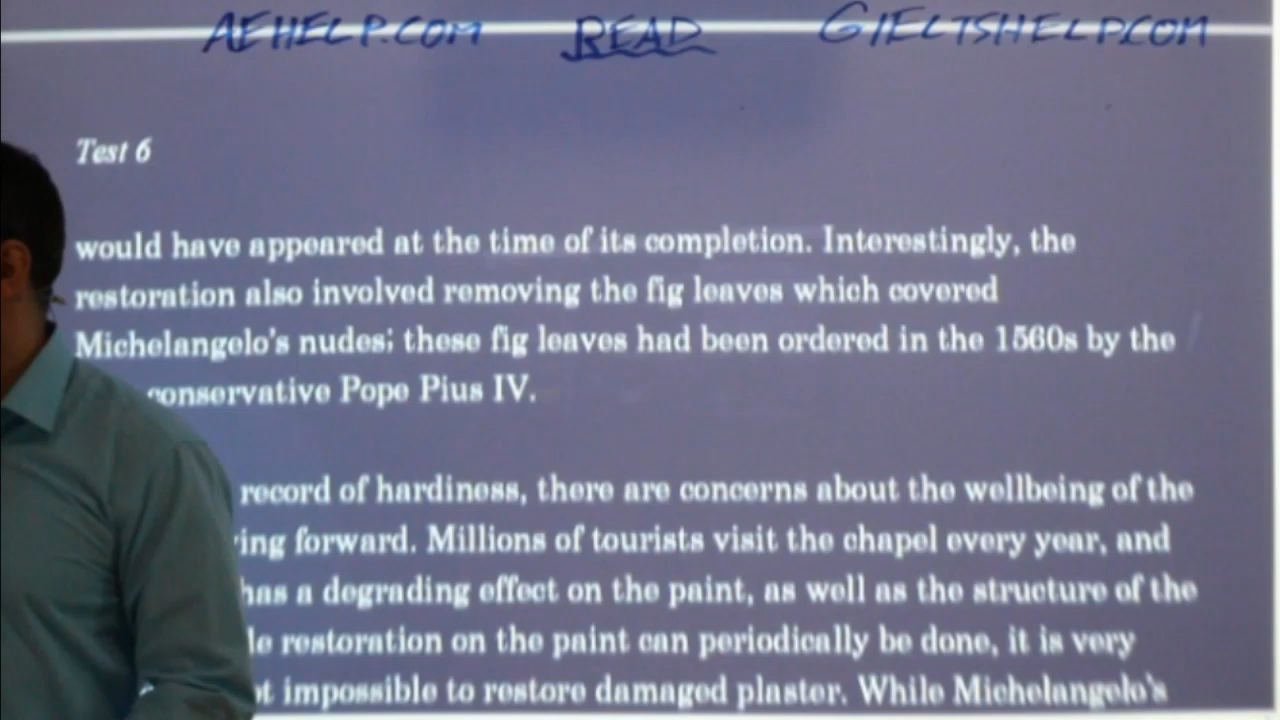 AEHELP.COM READ GIELTSHELP.COM
Test 6
would have appeared at the time of its completion. Interestingly, the
restoration also involved removing the fig leaves which covered
Michelangelo's nudes; these fig leaves had been ordered in the 1560s by the
conservative Pope Pius IV.
record of hardiness, there are concerns about the wellbeing of the
forward. Millions of tourists visit the chapel every year, and
has a degrading effect on the paint, as well as the structure of the
restoration on the paint can periodically be done, it is very
impossible to restore damaged plaster. While Michelangelo's